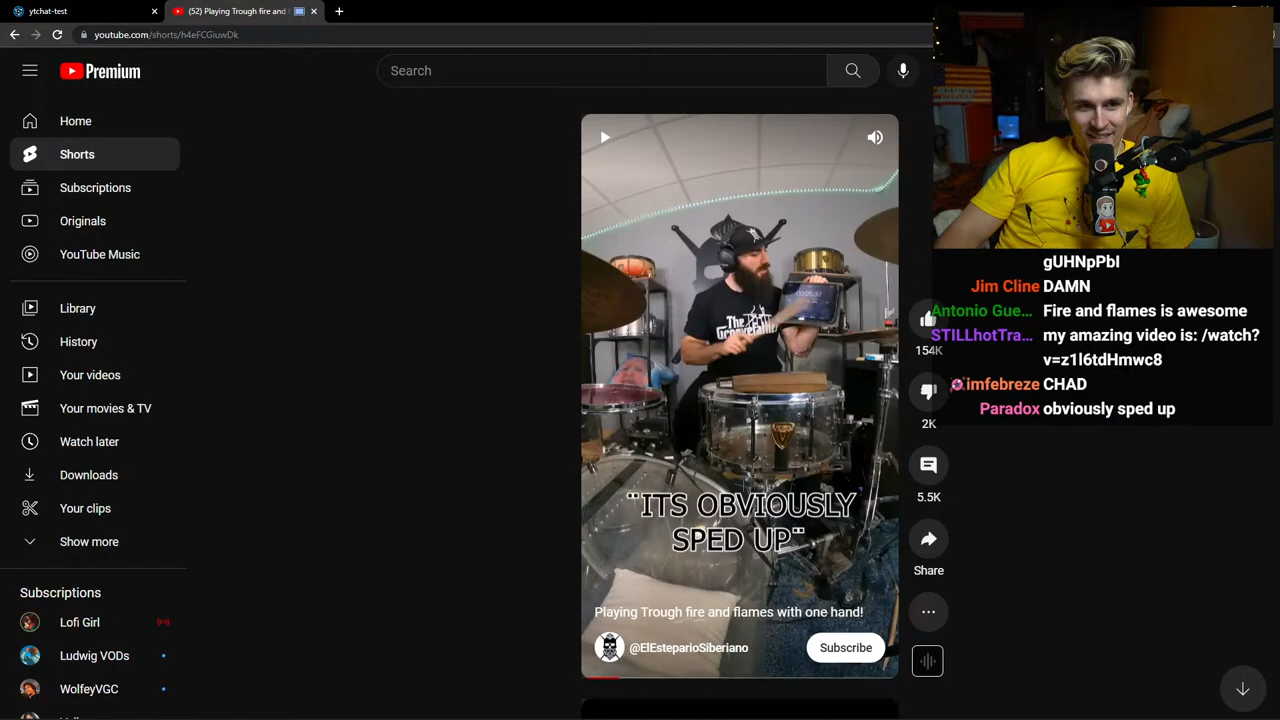 ytchat-test
(52) Playing Trough fire and
youtube.com/shorts/h4eFCGiuwDk
Premium
Search
Home
Shorts
Subscriptions
Originals
YouTube Music
Library
History
Your videos
Your movies & TV
Watch later
Downloads
Your clips
Show more
Subscriptions
Lofi Girl
Ludwig VODs
WolfeyVGC
The Groove
¨ITS OBVIOUSLY
SPED UP¨
Playing Trough fire and flames with one hand!
@ElEsteparioSiberiano
Subscribe
154K
2K
5.5K
Share
gUHNpPbI
Jim Cline DAMN
Antonio Gue... Fire and flames is awesome
STILLhotTra... my amazing video is: /watch?
v=z1l6tdHmwc8
imfebreze CHAD
Paradox obviously sped up